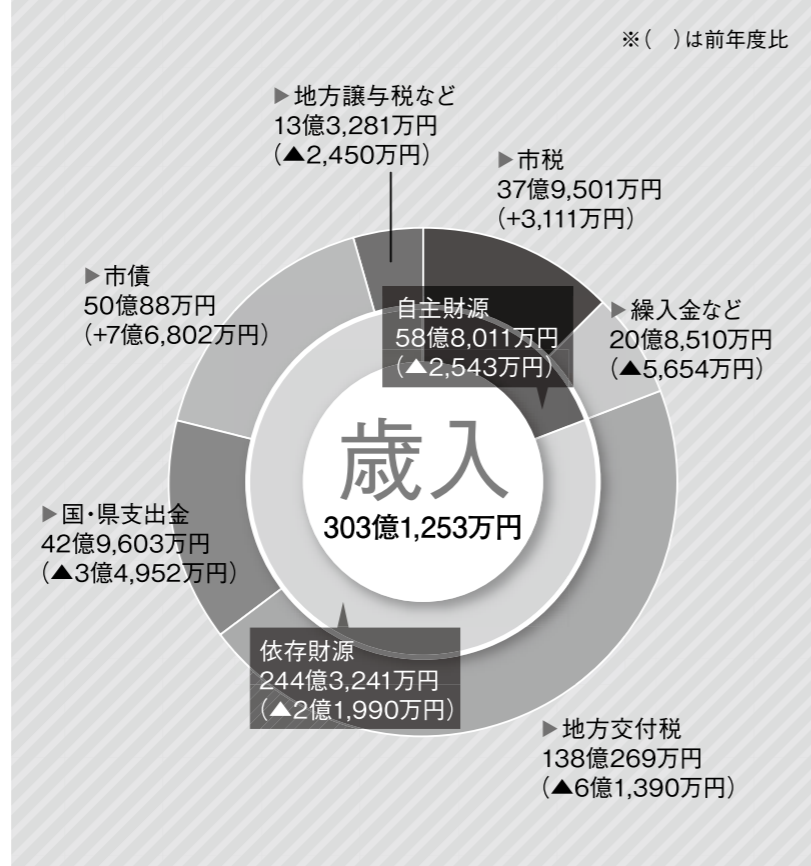 ※(　)は前年度比
▶地方譲与税など
13億3,281万円
(▲2,450万円)
▶市税
37億9,501万円
(+3,111万円)
▶市債
50億88万円
(+7億6,802万円)
自主財源
58億8,011万円
(▲2,543万円)
▶繰入金など
20億8,510万円
(▲5,654万円)
歳入
303億1,253万円
▶国・県支出金
42億9,603万円
(▲3億4,952万円)
依存財源
244億3,241万円
(▲2億1,990万円)
▶地方交付税
138億269万円
(▲6億1,390万円)